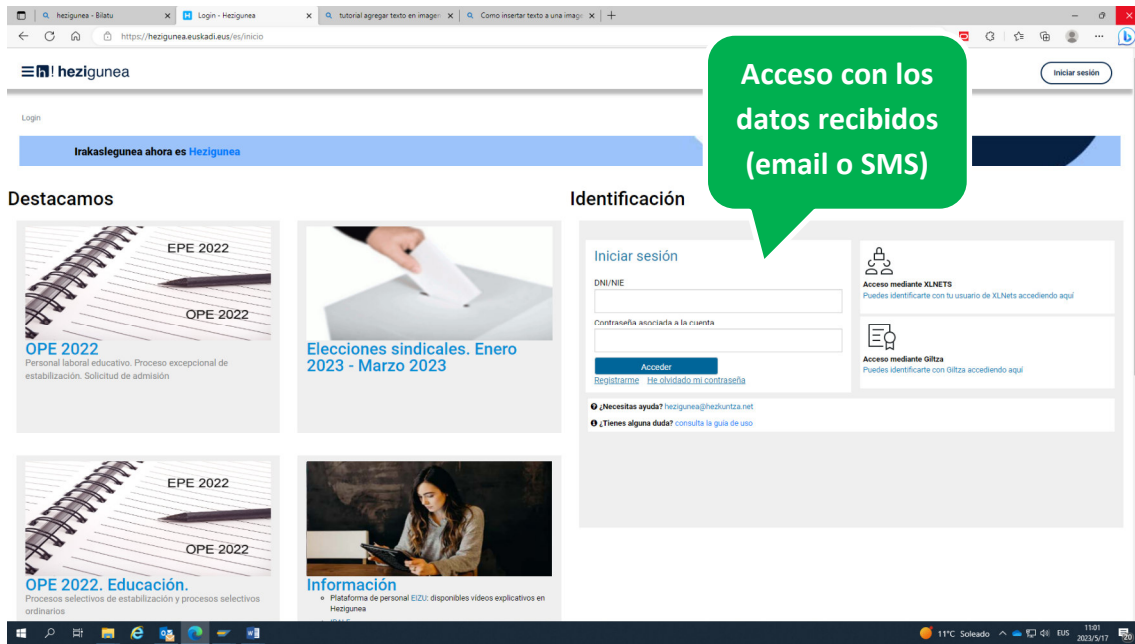 hezigunea - Bilatu
Login - Hezigunea
tutorial agregar texto en imagen
Como insertar texto a una image
https://hezigunea.euskadi.eus/es/inicio
h! hezigunea
Iniciar sesión
Acceso con los
datos recibidos
(email o SMS)
Login
Irakaslegunea ahora es Hezigunea
Destacamos
EPE 2022
OPE 2022
OPE 2022
Personal laboral educativo. Proceso excepcional de
estabilización. Solicitud de admisión
Elecciones sindicales. Enero
2023 - Marzo 2023
EPE 2022
OPE 2022
OPE 2022. Educación.
Procesos selectivos de estabilización y procesos selectivos
ordinarios
Información
Plataforma de personal EIZU: disponibles vídeos explicativos en
Hezigunea
Identificación
Iniciar sesión
DNI/NIE
Contraseña asociada a la cuenta
Acceder
Registrarme He olvidado mi contraseña
Acceso mediante XLNETS
Puedes identificarte con tu usuario de XLNets accediendo aquí
Acceso mediante Giltza
Puedes identificarte con Giltza accediendo aquí
¿Necesitas ayuda? hezigunea@hezkuntza.net
¿Tienes alguna duda? consulta la guía de uso
11°C Soleado
EUS
11:01
2023/5/17
20